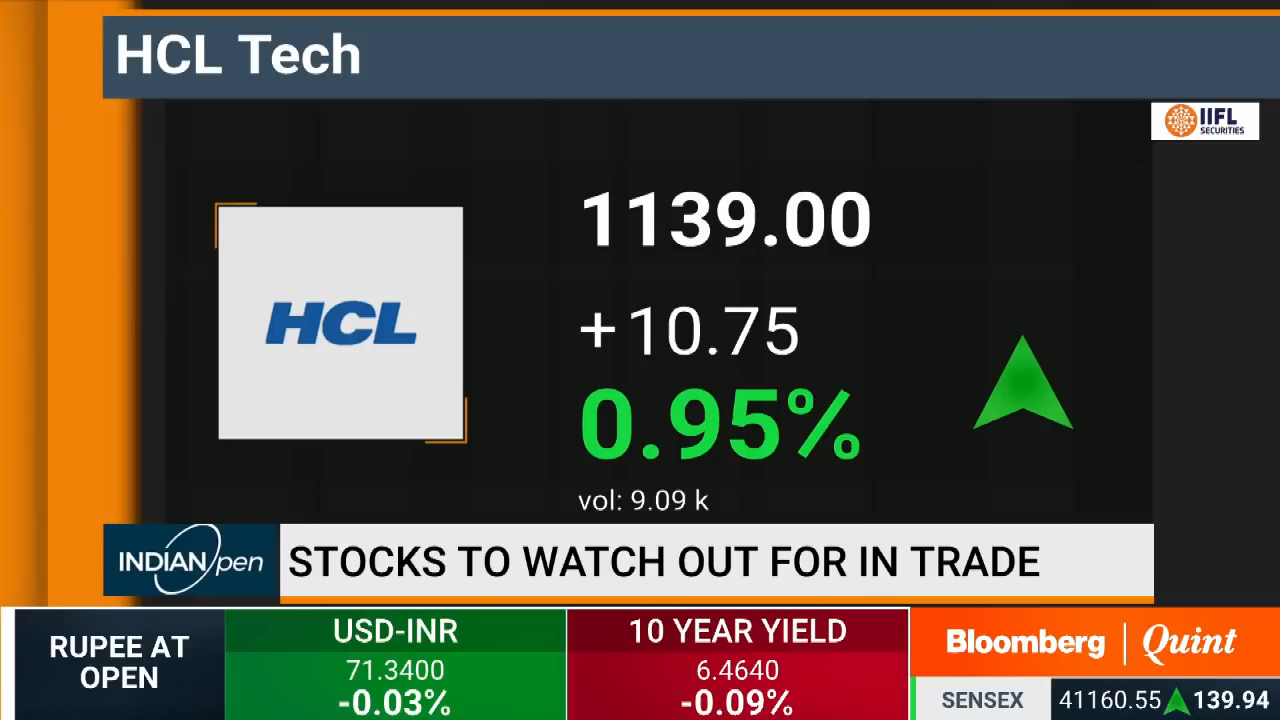 HCL Tech
IIFL
SECURITIES
1139.00
HCL
+10.75
0.95%
vol: 9.09 k
INDIAN Open
STOCKS TO WATCH OUT FOR IN TRADE
RUPEE AT
OPEN
USD-INR
71.3400
-0.03%
10 YEAR YIELD
6.4640
-0.09%
Bloomberg | Quint
SENSEX 41160.55 139.94